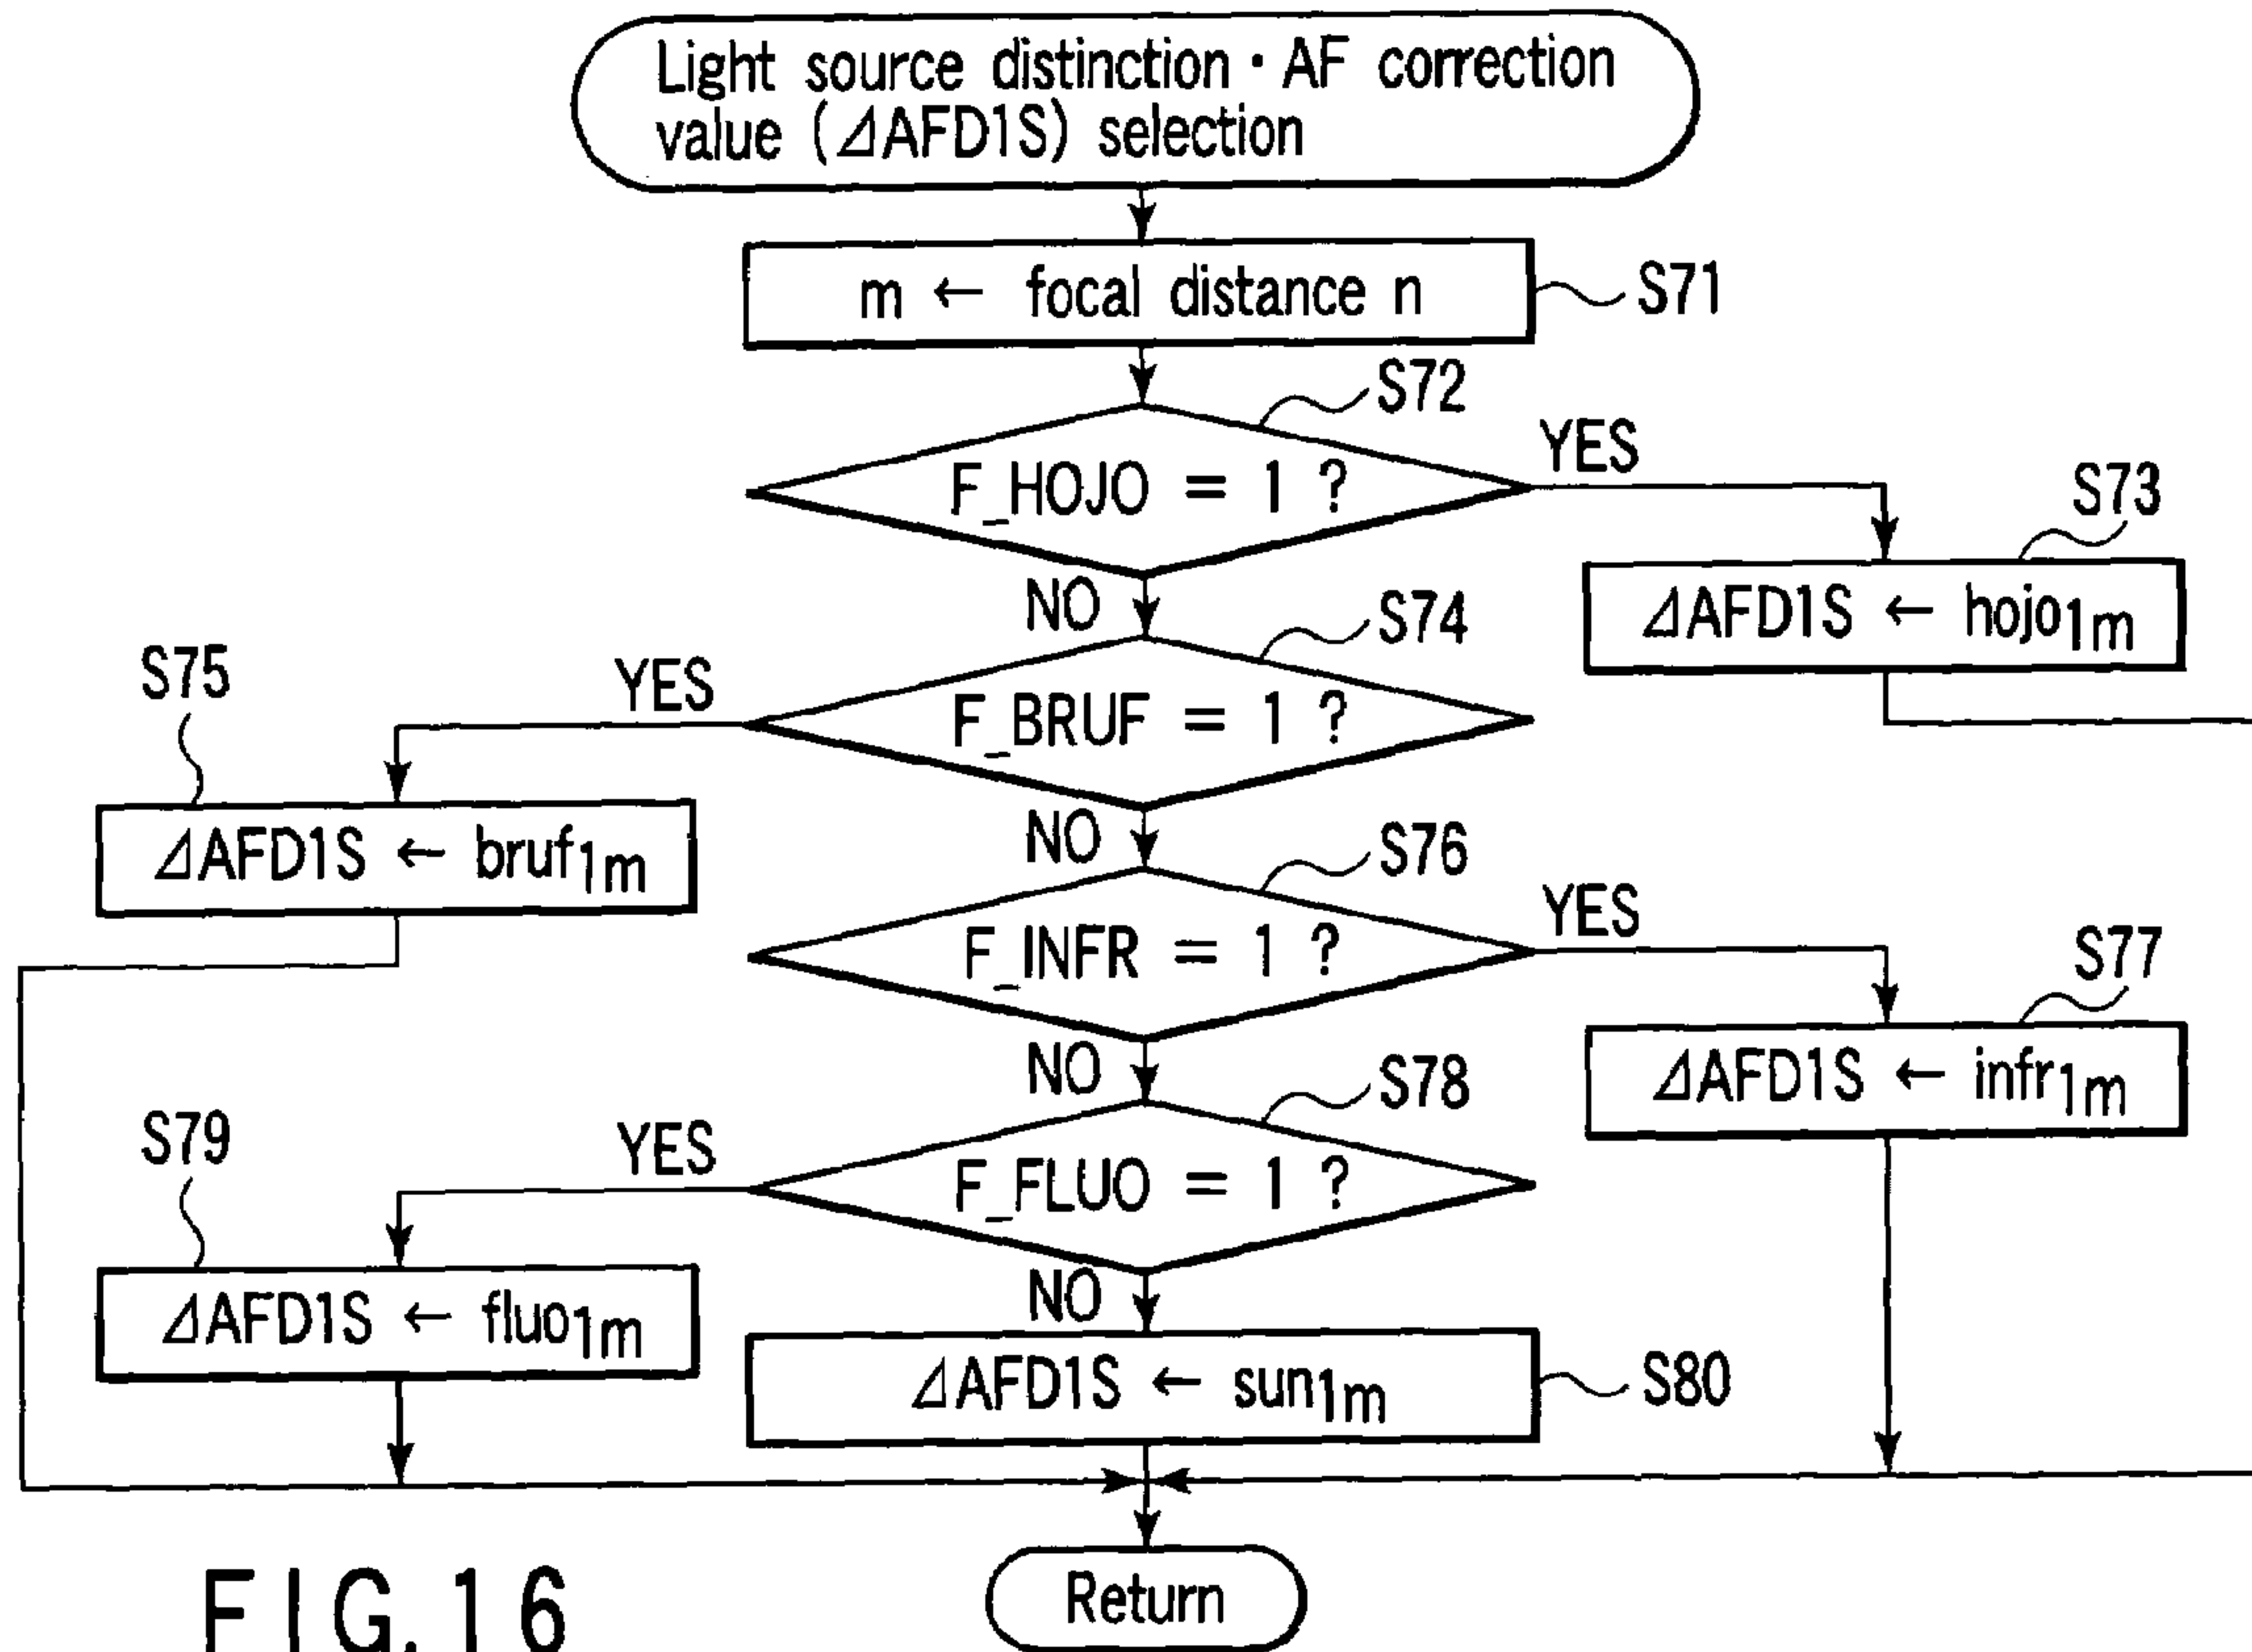 Light source distinction · AF correction
value (⊿AFD1S) selection
m ← focal distance n
S71
S72
F_HOJO = 1 ?
YES
S73
⊿AFD1S ← hojo1m
NO
S74
F_BRUF = 1 ?
YES
S75
⊿AFD1S ← bruf1m
NO
S76
F_INFR = 1 ?
YES
S77
⊿AFD1S ← infr1m
NO
S78
F_FLUO = 1 ?
YES
S79
⊿AFD1S ← fluo1m
NO
⊿AFD1S ← sun1m
S80
Return
FIG.16